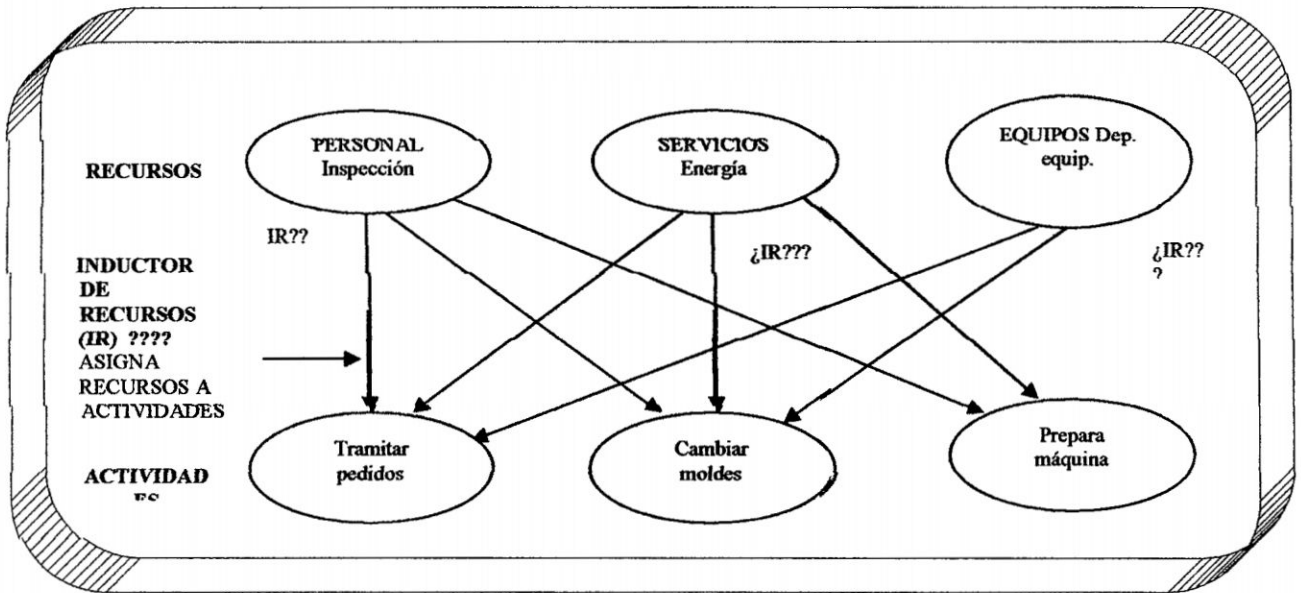 PERSONAL
Inspección
SERVICIOS
Energía
EQUIPOS Dep.
equip.
RECURSOS
IR??
¿IR???
¿IR??
?
INDUCTOR
DE
RECURSOS
(IR) ????
ASIGNA
RECURSOS A
ACTIVIDADES
Tramitar
pedidos
Cambiar
moldes
Prepara
máquina
ACTIVIDAD
ES